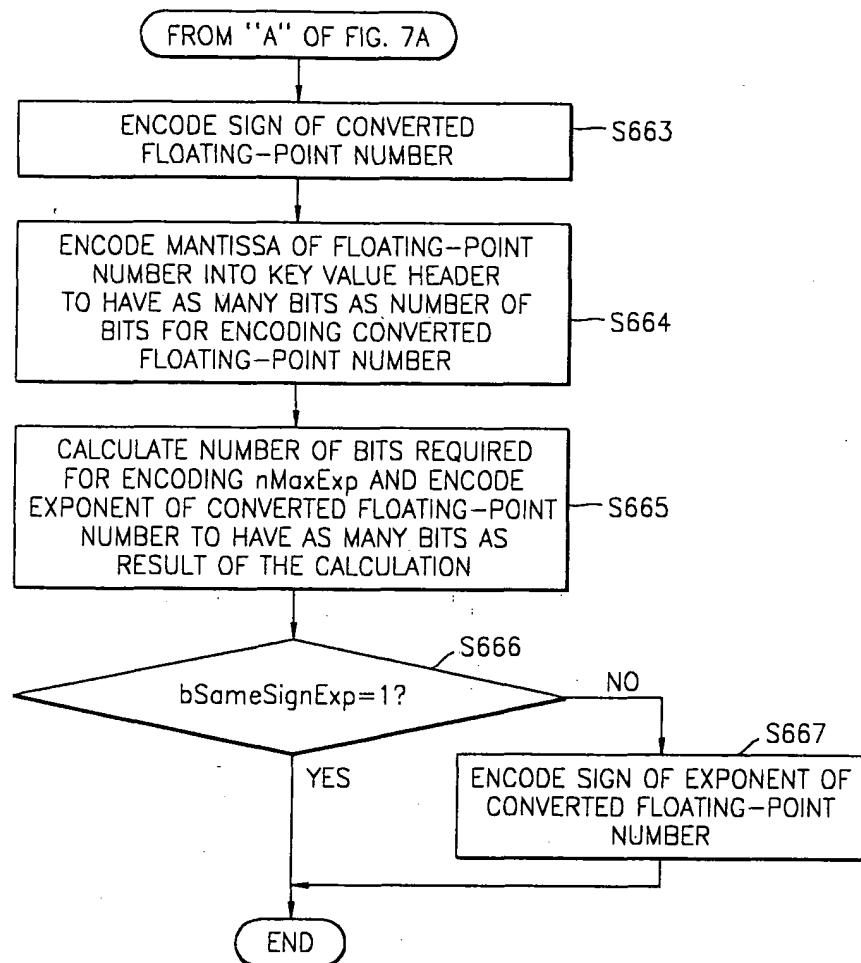 FROM "A" OF FIG. 7A
ENCODE SIGN OF CONVERTED
FLOATING-POINT NUMBER
S663
ENCODE MANTISSA OF FLOATING-POINT
NUMBER INTO KEY VALUE HEADER
TO HAVE AS MANY BITS AS NUMBER OF
BITS FOR ENCODING CONVERTED
FLOATING-POINT NUMBER
S664
CALCULATE NUMBER OF BITS REQUIRED
FOR ENCODING nMaxExp AND ENCODE
EXPONENT OF CONVERTED FLOATING-POINT
NUMBER TO HAVE AS MANY BITS AS
RESULT OF THE CALCULATION
S665
S666
bSameSignExp=1?
NO
YES
S667
ENCODE SIGN OF EXPONENT OF
CONVERTED FLOATING-POINT
NUMBER
END